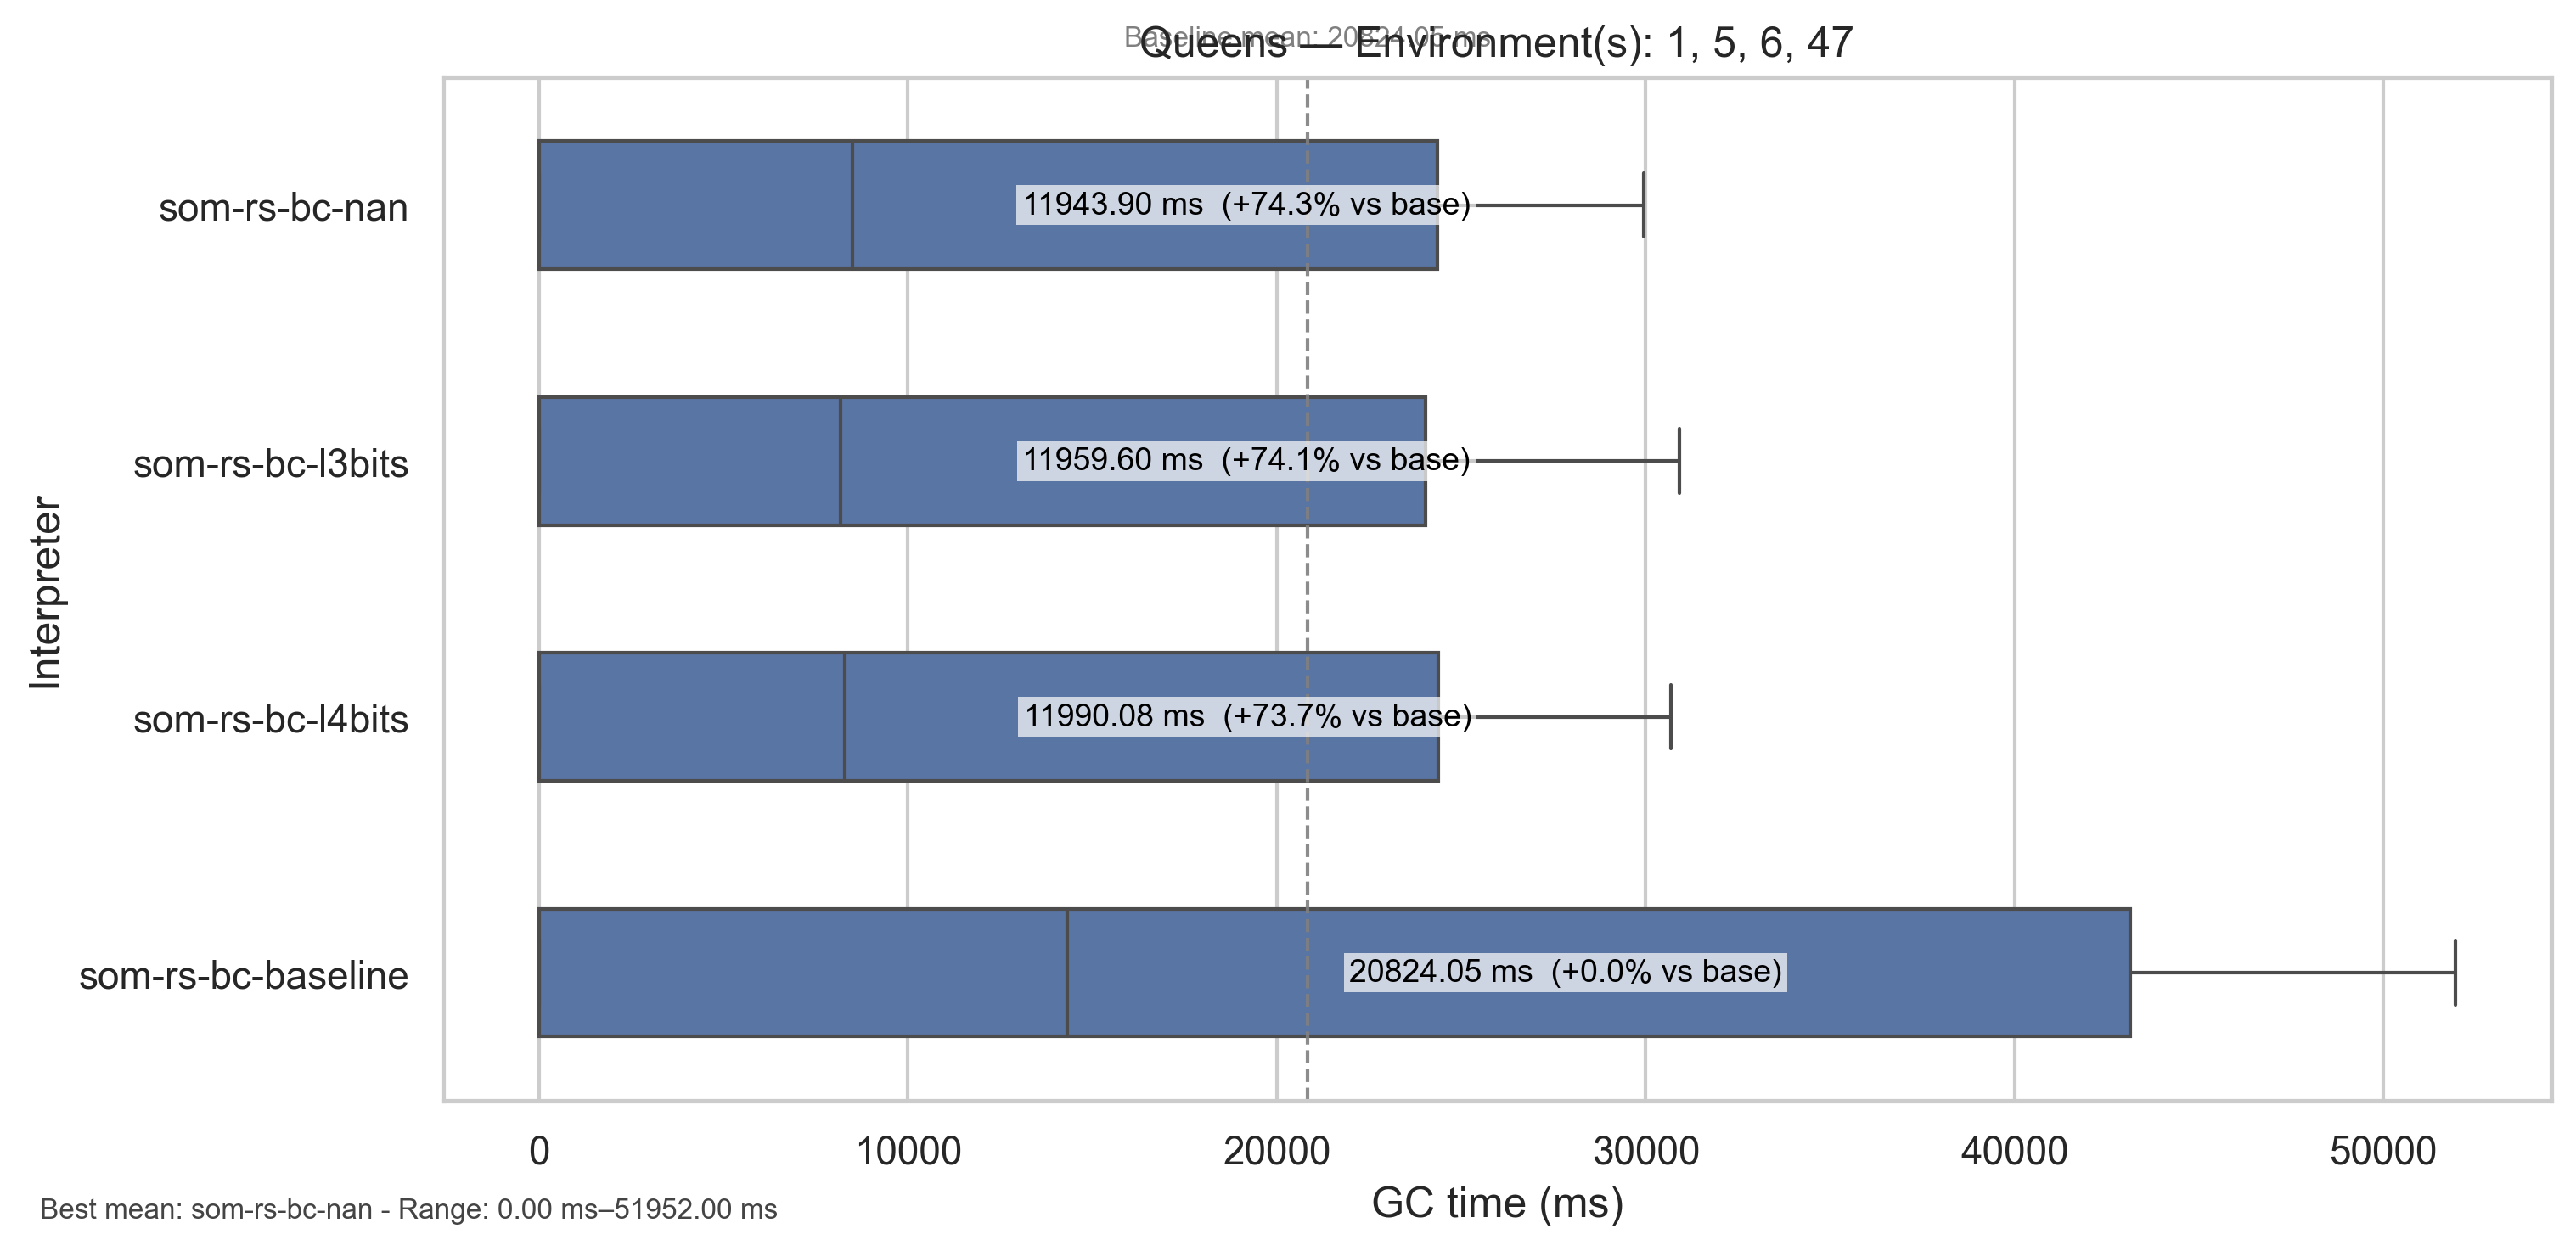 Baseline mean: 20824.05 ms
Queens — Environment(s): 1, 5, 6, 47
som-rs-bc-nan
11943.90 ms (+74.3% vs base)
som-rs-bc-l3bits
11959.60 ms (+74.1% vs base)
som-rs-bc-l4bits
11990.08 ms (+73.7% vs base)
som-rs-bc-baseline
20824.05 ms (+0.0% vs base)
Interpreter
0 10000 20000 30000 40000 50000
GC time (ms)
Best mean: som-rs-bc-nan - Range: 0.00 ms–51952.00 ms